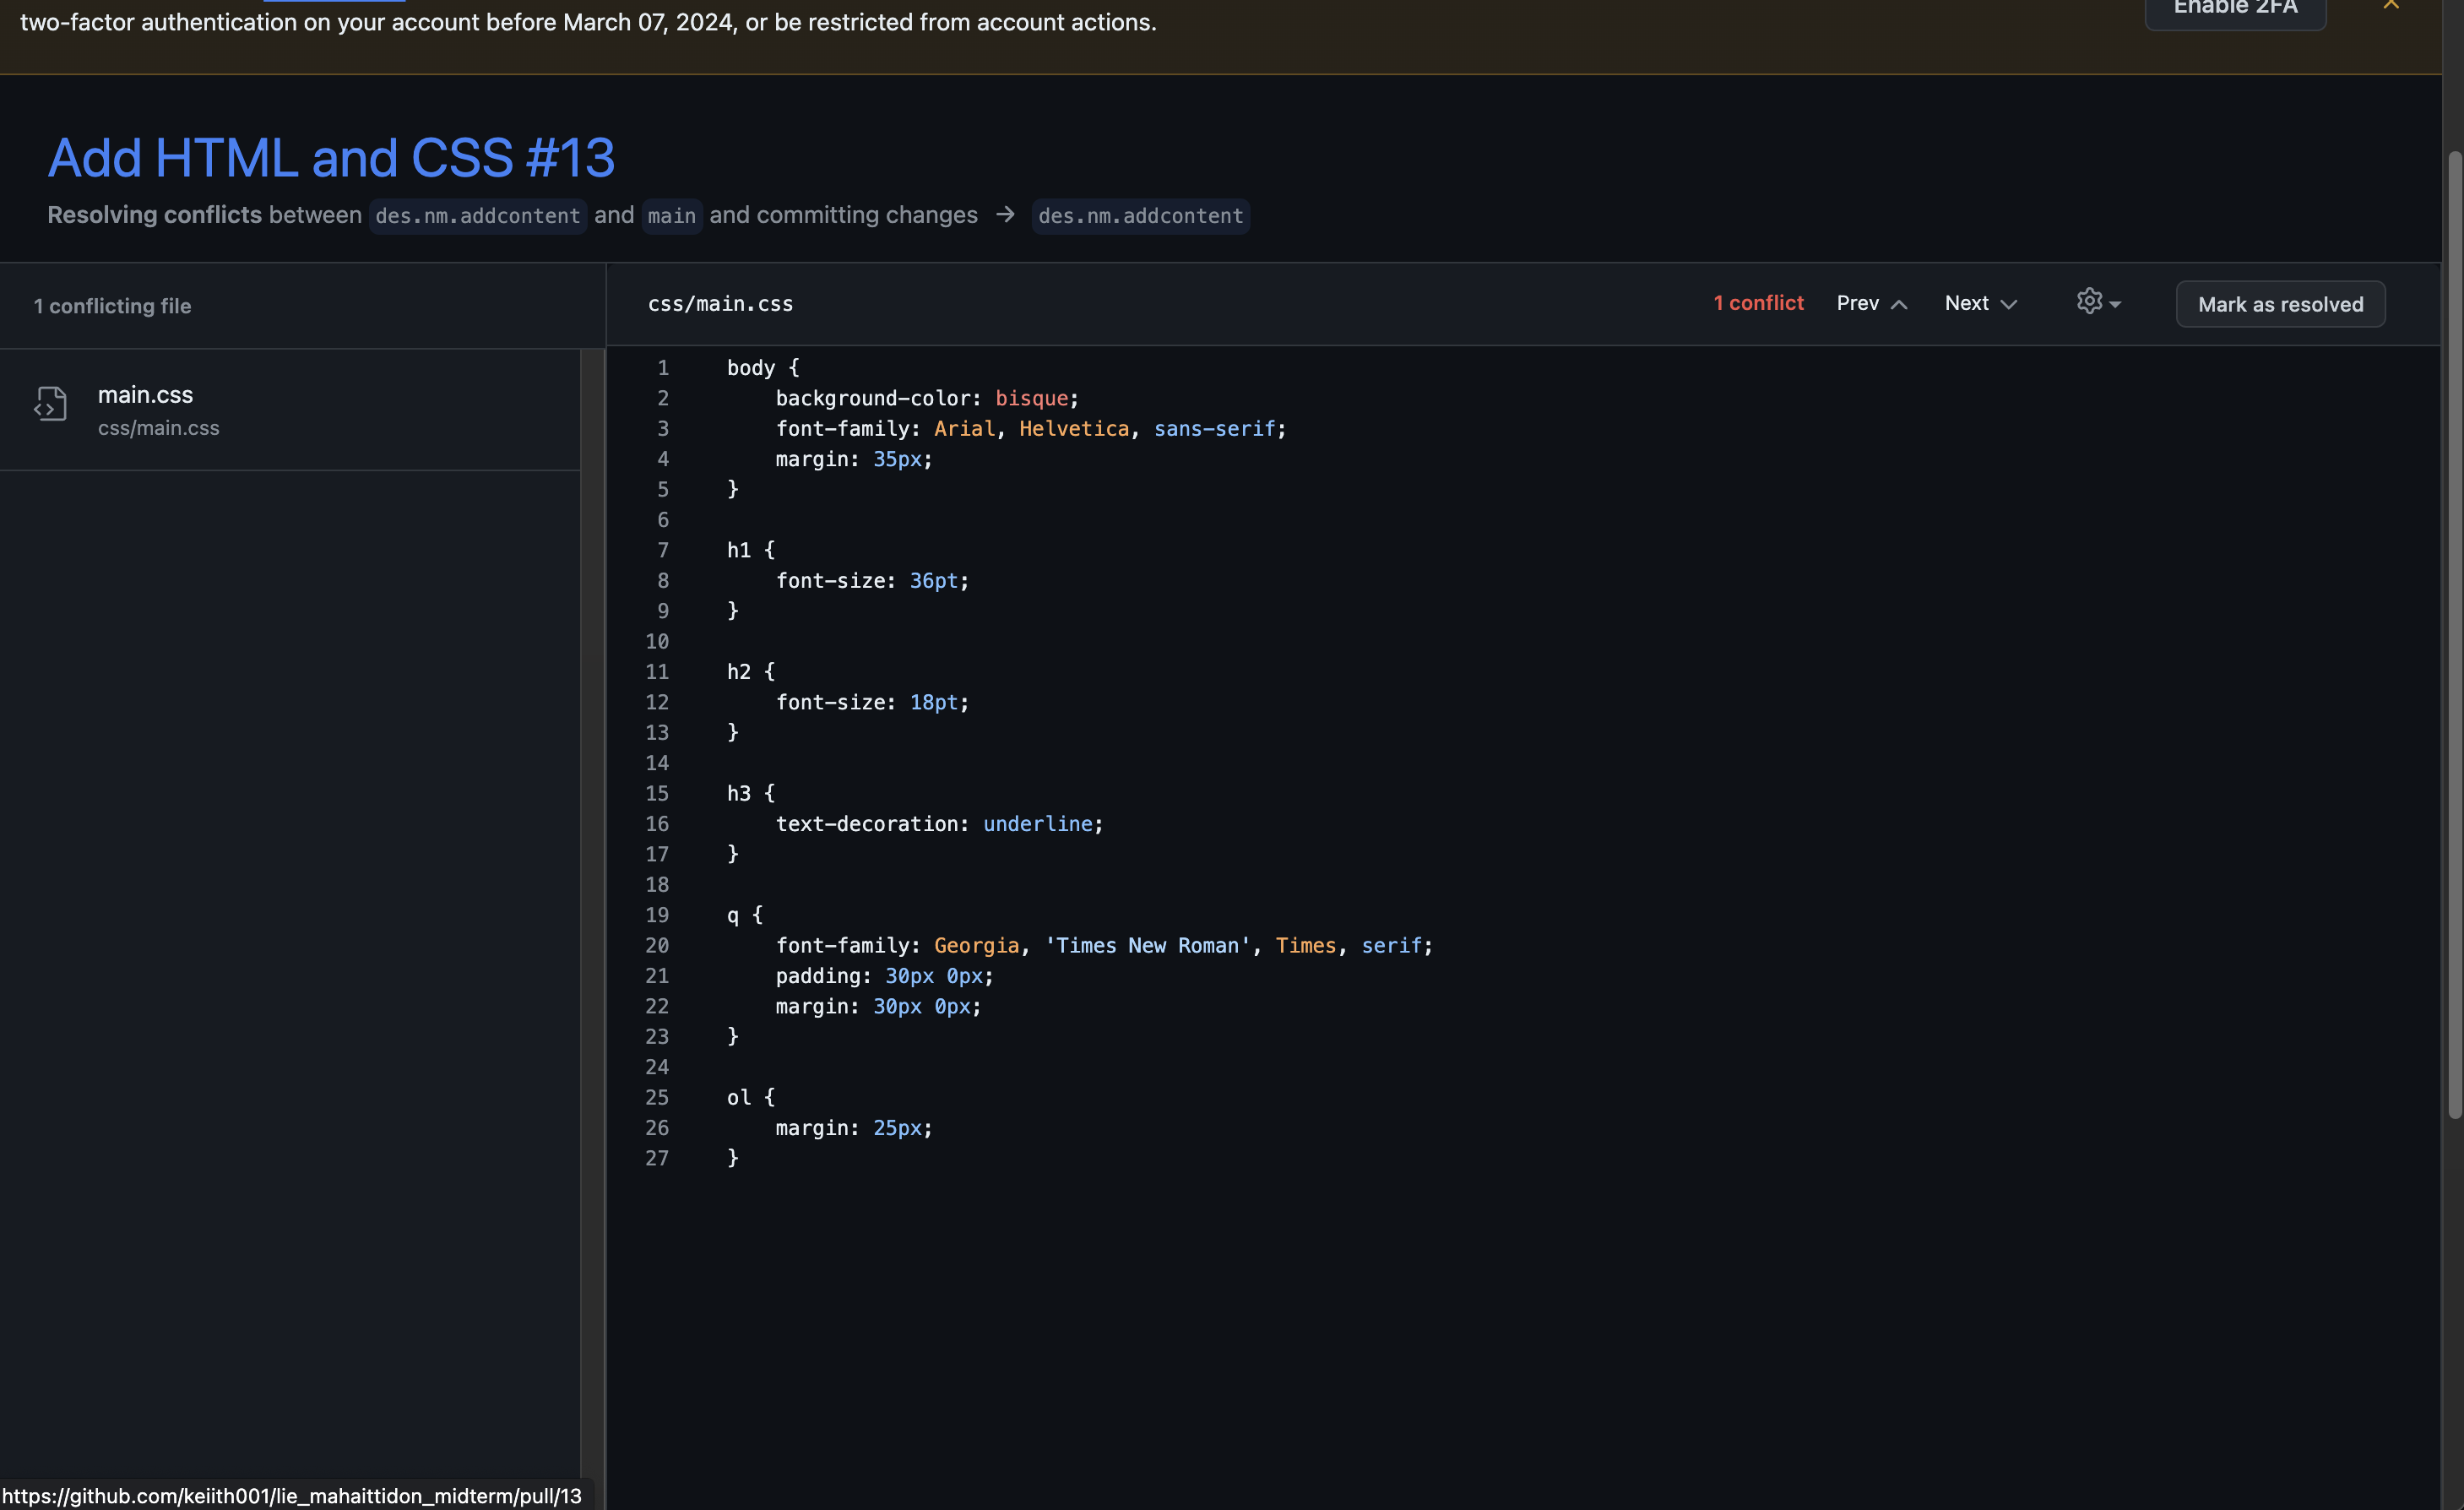 two-factor authentication on your account before March 07, 2024, or be restricted from account actions.
Enable 2FA
Add HTML and CSS #13
Resolving conflicts between des.nm.addcontent and main and committing changes → des.nm.addcontent
1 conflicting file
css/main.css
1 conflict
Prev
Next
Mark as resolved
main.css
css/main.css
1 body {
2     background-color: bisque;
3     font-family: Arial, Helvetica, sans-serif;
4     margin: 35px;
5 }
6
7 h1 {
8     font-size: 36pt;
9 }
10
11 h2 {
12     font-size: 18pt;
13 }
14
15 h3 {
16     text-decoration: underline;
17 }
18
19 q {
20     font-family: Georgia, 'Times New Roman', Times, serif;
21     padding: 30px 0px;
22     margin: 30px 0px;
23 }
24
25 ol {
26     margin: 25px;
27 }
https://github.com/keiith001/lie_mahaittidon_midterm/pull/13